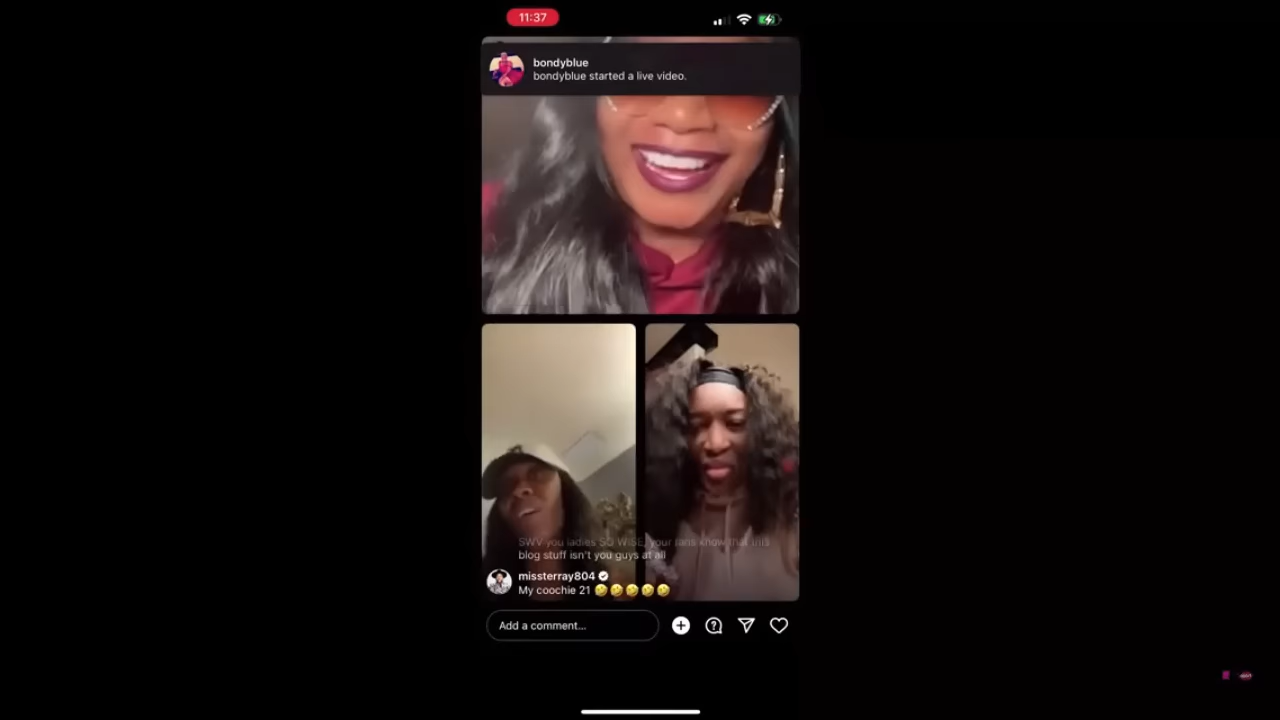 11:37
bondyblue
bondyblue started a live video.
SWV you ladies SO WISE, your fans know that this
blog stuff isn't you guys at all
missterray804
My coochie 21 🤣🤣🤣🤣🤣
Add a comment...